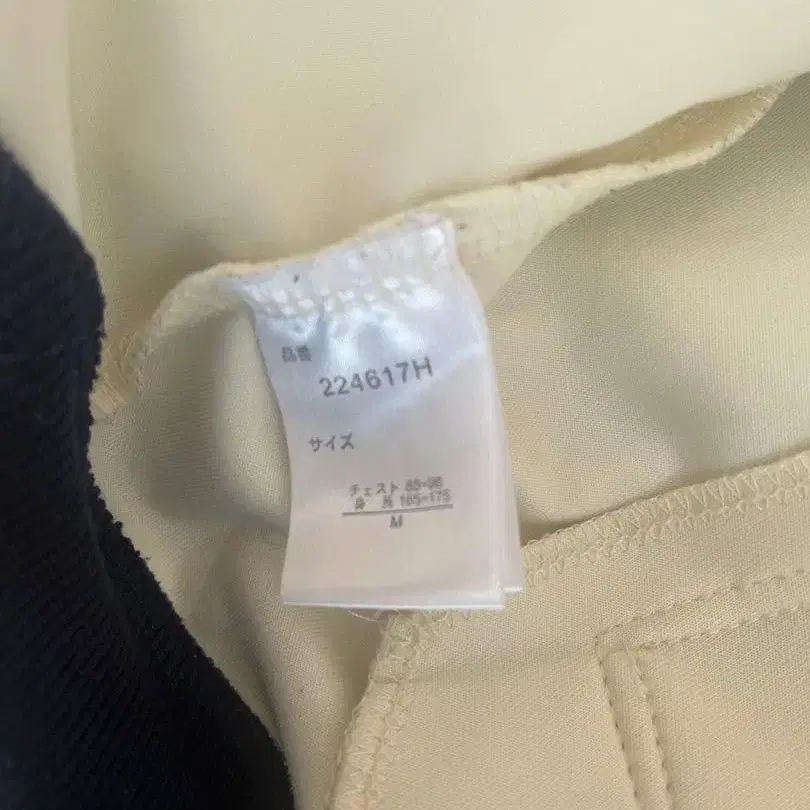 品番
224617H
サイズ
チェスト 88-96
身 長 165-175
M